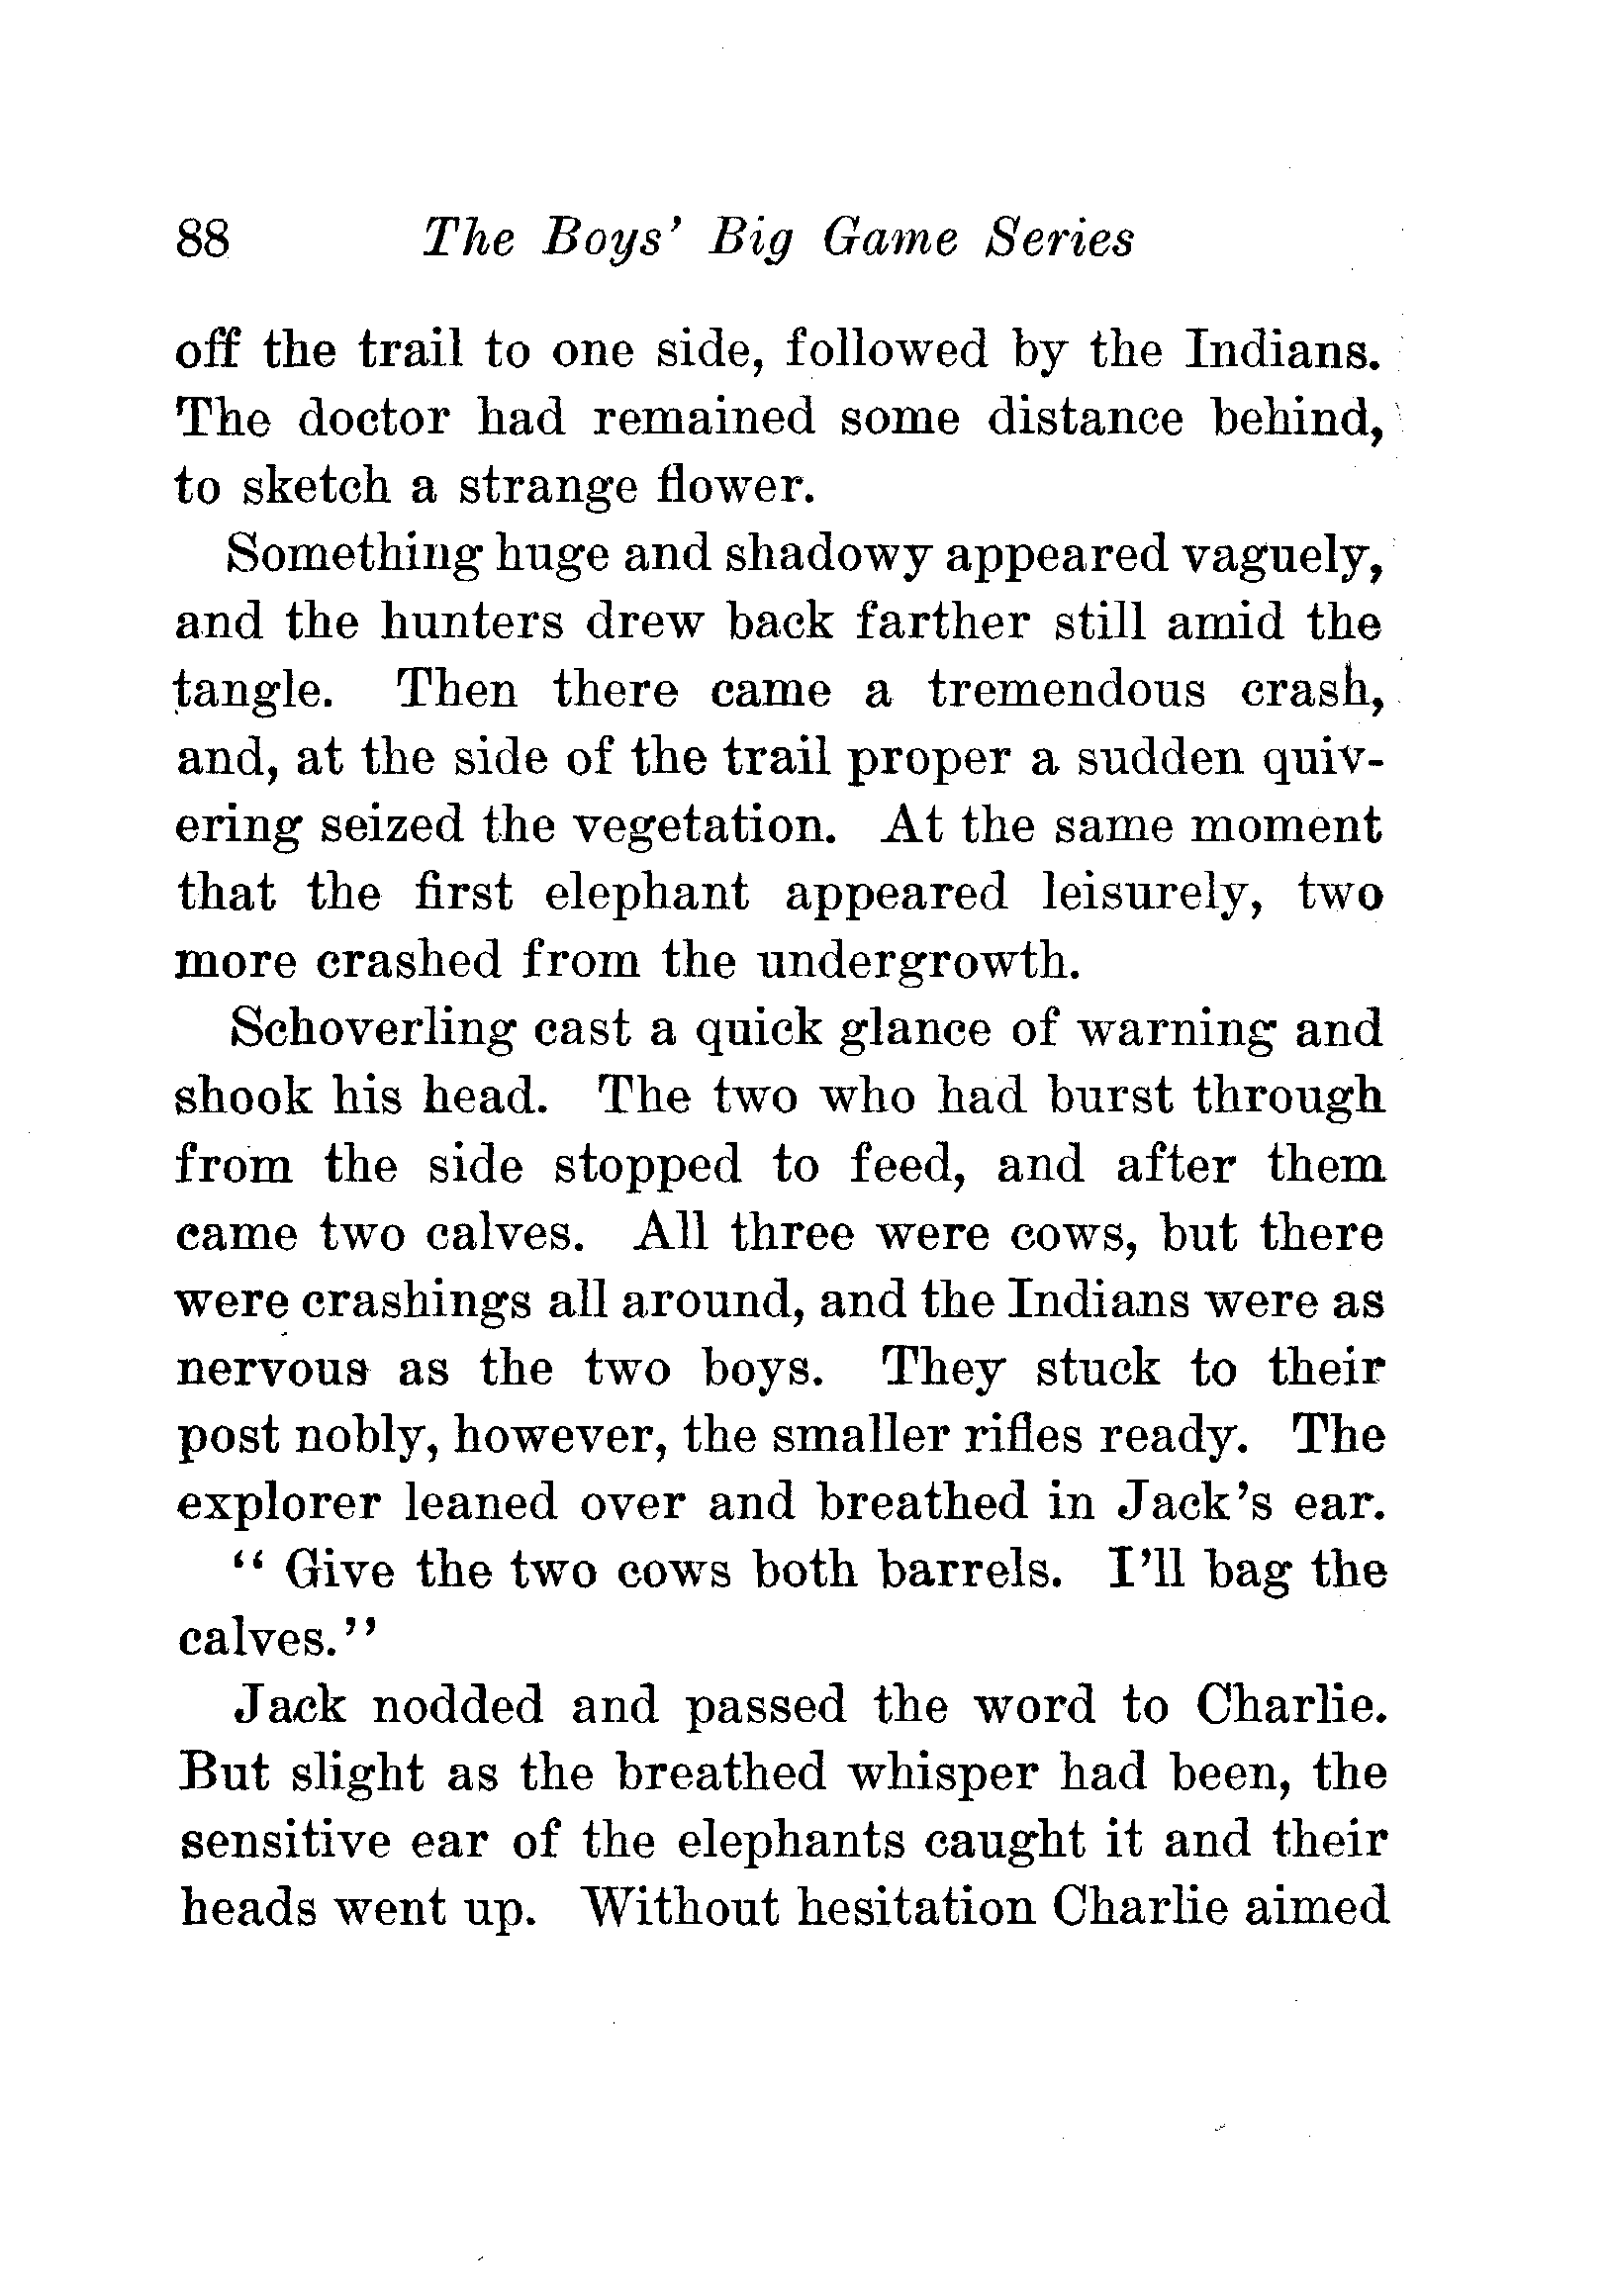 88 The Boys' Big Game Series
off the trail to one side, followed by the Indians.
The doctor had remained some distance behind,
to sketch a strange flower.
Something huge and shadowy appeared vaguely,
and the hunters drew back farther still amid the
tangle. Then there came a tremendous crash,
and, at the side of the trail proper a sudden quiv-
ering seized the vegetation. At the same moment
that the first elephant appeared leisurely, two
more crashed from the undergrowth.
Schoverling cast a quick glance of warning and
shook his head. The two who had burst through
from the side stopped to feed, and after them
came two calves. All three were cows, but there
were crashings all around, and the Indians were as
nervous as the two boys. They stuck to their
post nobly, however, the smaller rifles ready. The
explorer leaned over and breathed in Jack's ear.
"Give the two cows both barrels. I'll bag the
calves."
Jack nodded and passed the word to Charlie.
But slight as the breathed whisper had been, the
sensitive ear of the elephants caught it and their
heads went up. Without hesitation Charlie aimed